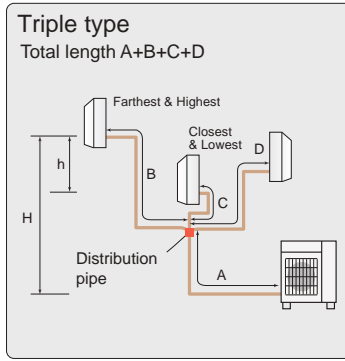 Triple type
Total length A+B+C+D
Farthest & Highest
Closest
& Lowest
D
h
B
C
H
Distribution
pipe
A